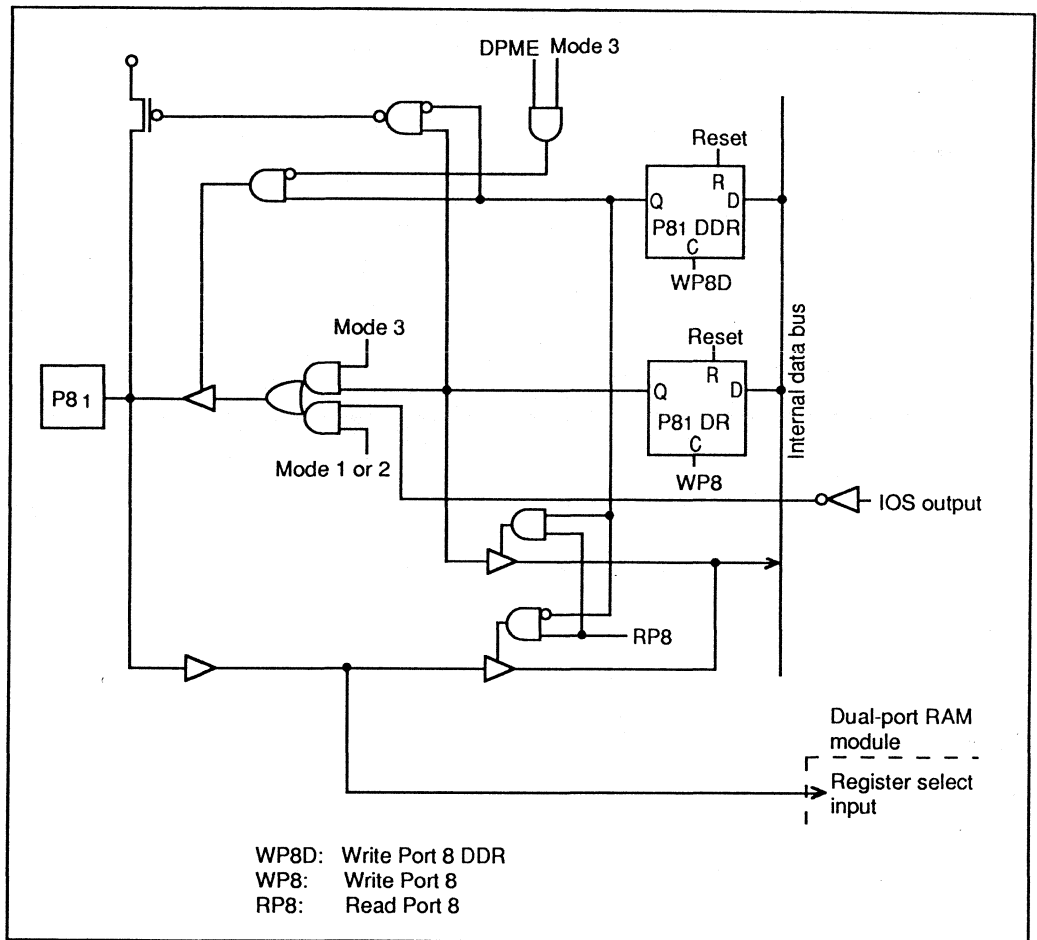 DPME Mode 3
Reset
R
Q D
P81 DDR
C
WP8D
Mode 3
Reset
R
P81
Q D
P81 DR
C
WP8
Internal data bus
Mode 1 or 2
IOS output
RP8
Dual-port RAM
module
Register select
input
WP8D: Write Port 8 DDR
WP8: Write Port 8
RP8: Read Port 8